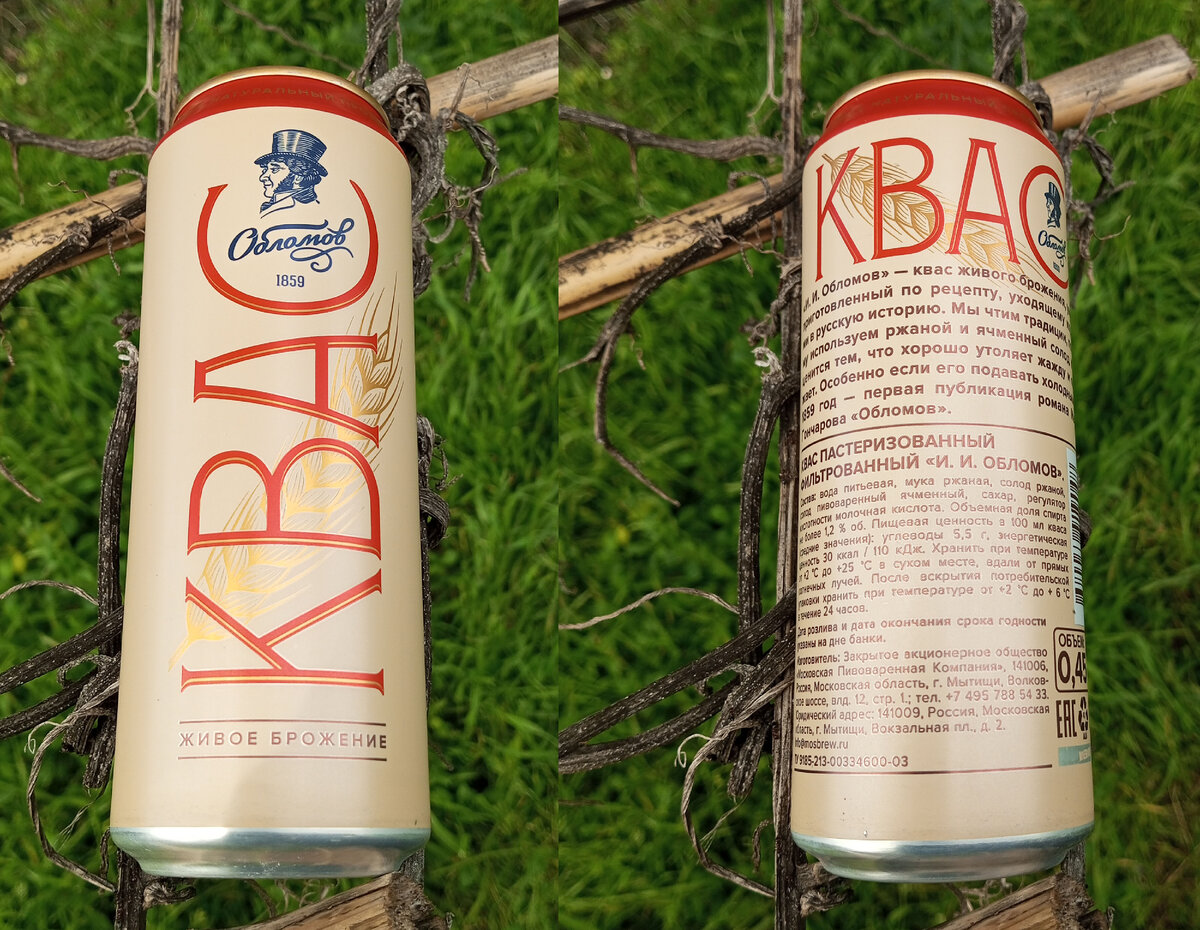 НАТУРАЛЬНЫЙ
Обломов
1859
КВАС
ЖИВОЕ БРОЖЕНИЕ
НАТУРАЛЬНЫЙ
КВАС
Обломов
И. И. Обломов» — квас живого брожения,
приготовленный по рецепту, уходящему
в русскую историю. Мы чтим традиции,
используем ржаной и ячменный солод
тем, что хорошо утоляет жажду и
Особенно если его подавать
1859 год — первая публикация романа
Гончарова «Обломов».
КВАС ПАСТЕРИЗОВАННЫЙ
ФИЛЬТРОВАННЫЙ «И. И. ОБЛОМОВ».
Состав: вода питьевая, мука ржаная, солод ржаной,
солод пивоваренный ячменный, сахар, регулятор
кислотности молочная кислота. Объемная доля спирта
не более 1,2 % об. Пищевая ценность в 100 мл кваса
(средние значения): углеводы 5,5 г, энергетическая
ценность 30 ккал / 110 кДж. Хранить при температуре
от +2 °С до +25 °С в сухом месте, вдали от прямых
солнечных лучей. После вскрытия потребительской
упаковки хранить при температуре от +2 °С до + 6 °С
в течение 24 часов.
Дата розлива и дата окончания срока годности
указаны на дне банки.
Изготовитель: Закрытое акционерное общество
«Московская Пивоваренная Компания», 141006,
Россия, Московская область, г. Мытищи, Волков-
ское шоссе, влд. 12, стр. 1.; тел. +7 495 788 54 33.
Юридический адрес: 141009, Россия, Московская
область, г. Мытищи, Вокзальная пл., д. 2.
info@mosbrew.ru
ТУ 9185-213-00334600-03
ОБЪЕМ
0,45
ЕАС